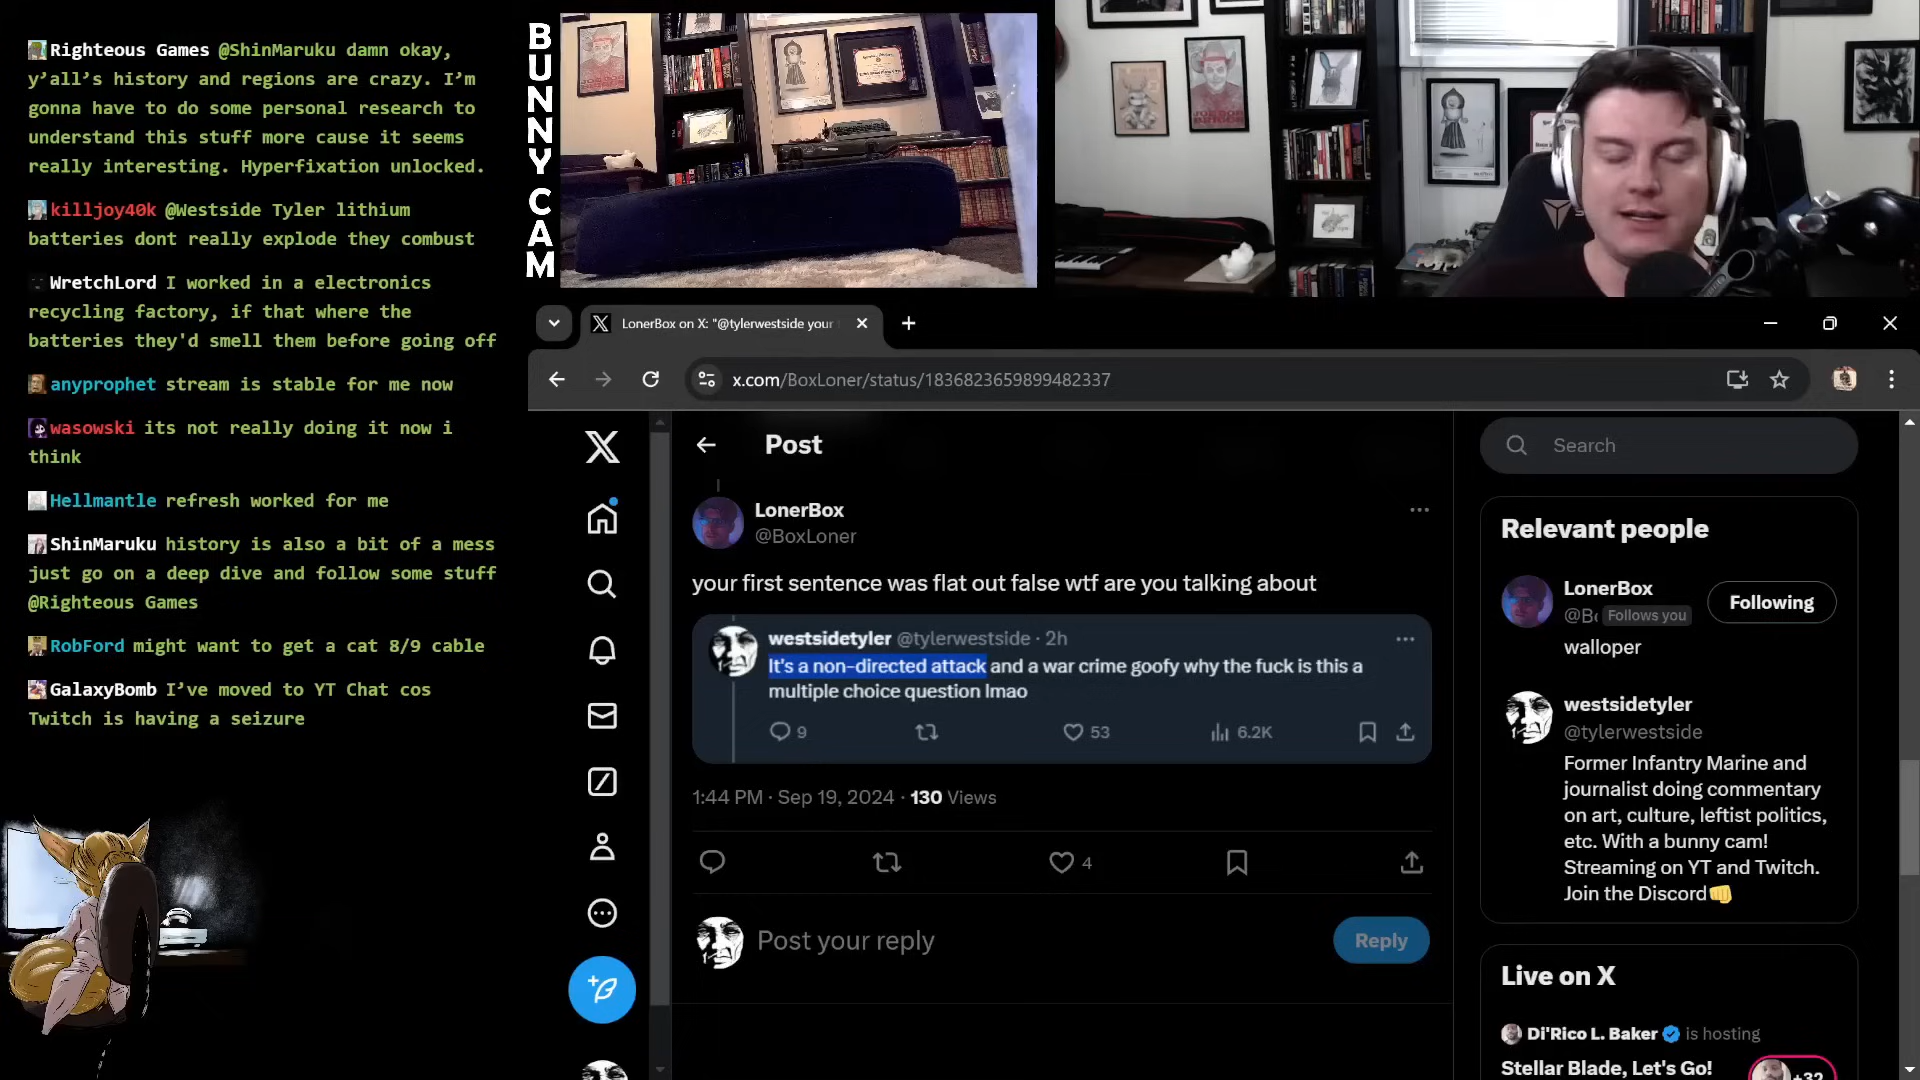 Righteous Games @ShinMaruku damn okay,
y'all's history and regions are crazy. I'm
gonna have to do some personal research to
understand this stuff more cause it seems
really interesting. Hyperfixation unlocked.
killjoy40k @Westside Tyler lithium
batteries dont really explode they combust
WretchLord I worked in a electronics
recycling factory, if that where the
batteries they'd smell them before going off
anyprophet stream is stable for me now
wasowski its not really doing it now i
think
Hellmantle refresh worked for me
ShinMaruku history is also a bit of a mess
just go on a deep dive and follow some stuff
@Righteous Games
RobFord might want to get a cat 8/9 cable
GalaxyBomb I've moved to YT Chat cos
Twitch is having a seizure
BUNNY CAM
LonerBox on X: "@tylerwestside your
x.com/BoxLoner/status/1836823659899482337
Post
LonerBox
@BoxLoner
your first sentence was flat out false wtf are you talking about
westsidetyler @tylerwestside · 2h
It's a non-directed attack and a war crime goofy why the fuck is this a
multiple choice question lmao
9 53 6.2K
1:44 PM · Sep 19, 2024 · 130 Views
4
Post your reply
Reply
Search
Relevant people
LonerBox
Following
@B Follows you
walloper
westsidetyler
@tylerwestside
Former Infantry Marine and
journalist doing commentary
on art, culture, leftist politics,
etc. With a bunny cam!
Streaming on YT and Twitch.
Join the Discord
Live on X
Di'Rico L. Baker is hosting
Stellar Blade, Let's Go!
+32